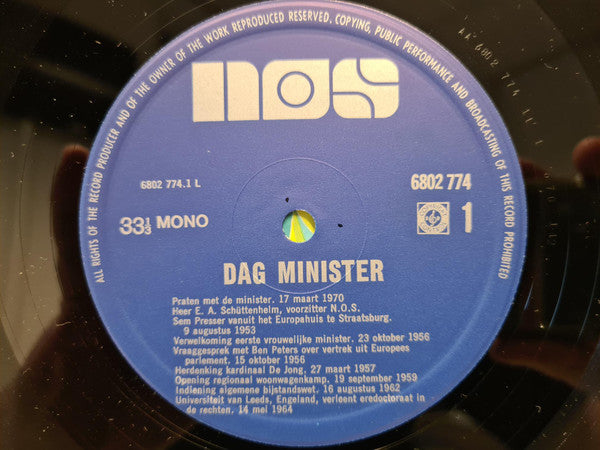 ALL RIGHTS OF THE RECORD PRODUCER AND OF THE OWNER OF THE WORK REPRODUCED RESERVED. COPYING, PUBLIC PERFORMANCE AND BROADCASTING OF THIS RECORD PROHIBITED
nos
6802 774.1 L
6802 774
33⅓ MONO
1
DAG MINISTER
Praten met de minister. 17 maart 1970
Heer E. A. Schüttenhelm, voorzitter N.O.S.
Sem Presser vanuit het Europahuis te Straatsburg.
9 augustus 1953
Verwelkoming eerste vrouwelijke minister. 23 oktober 1956
Vraaggesprek met Ben Peters over vertrek uit Europees
parlement. 15 oktober 1956
Herdenking kardinaal De Jong. 27 maart 1957
Opening regionaal woonwagenkamp. 19 september 1959
Indiening algemene bijstandswet. 16 augustus 1962
Universiteit van Leeds, Engeland, verleent eredoctoraat in
de rechten. 14 mei 1964